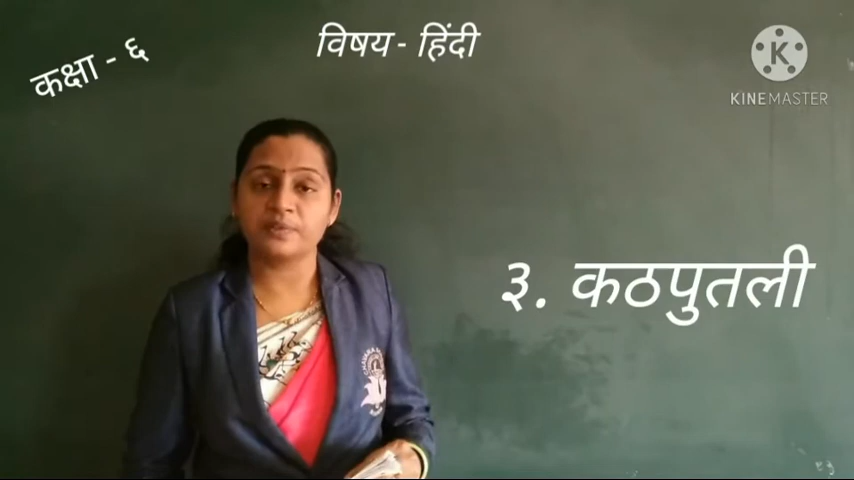 कक्षा - ६
विषय - हिंदी
KINEMASTER
३. कठपुतली